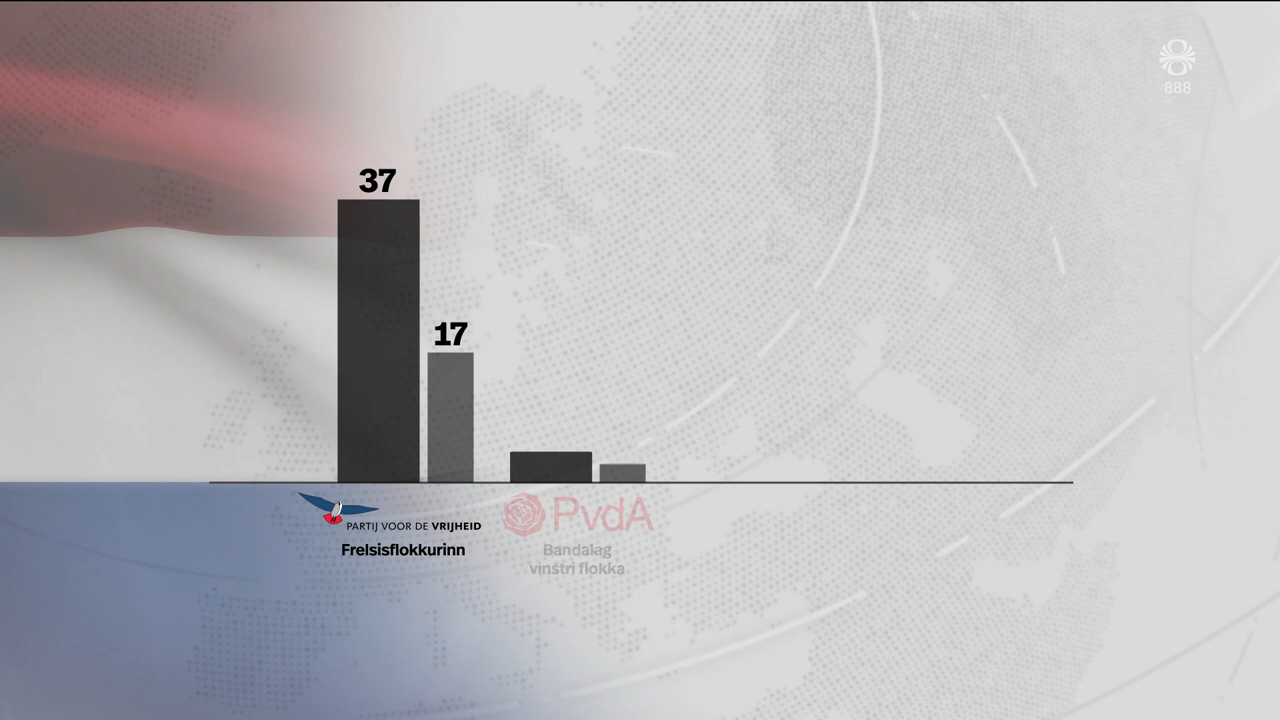 888
37
17
PARTIJ VOOR DE VRIJHEID
Frelsisflokkurinn
PvdA
Bandalag
vinstri flokka